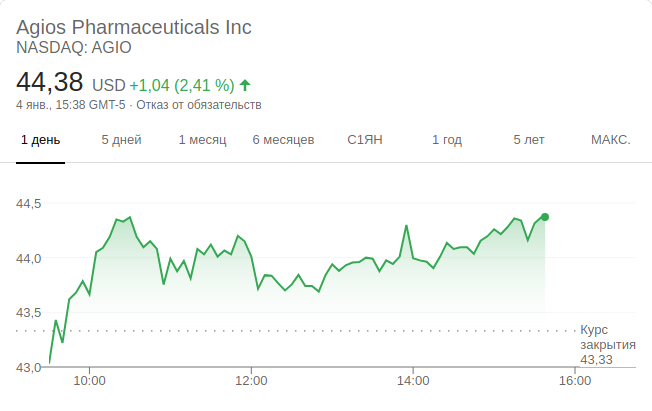 Agios Pharmaceuticals Inc
NASDAQ: AGIO
44,38 USD +1,04 (2,41 %)
4 янв., 15:38 GMT-5 · Отказ от обязательств
1 день 5 дней 1 месяц 6 месяцев С1ЯН 1 год 5 лет МАКС.
44,5
44,0
43,5
43,0
Курс
закрытия
43,33
10:00 12:00 14:00 16:00